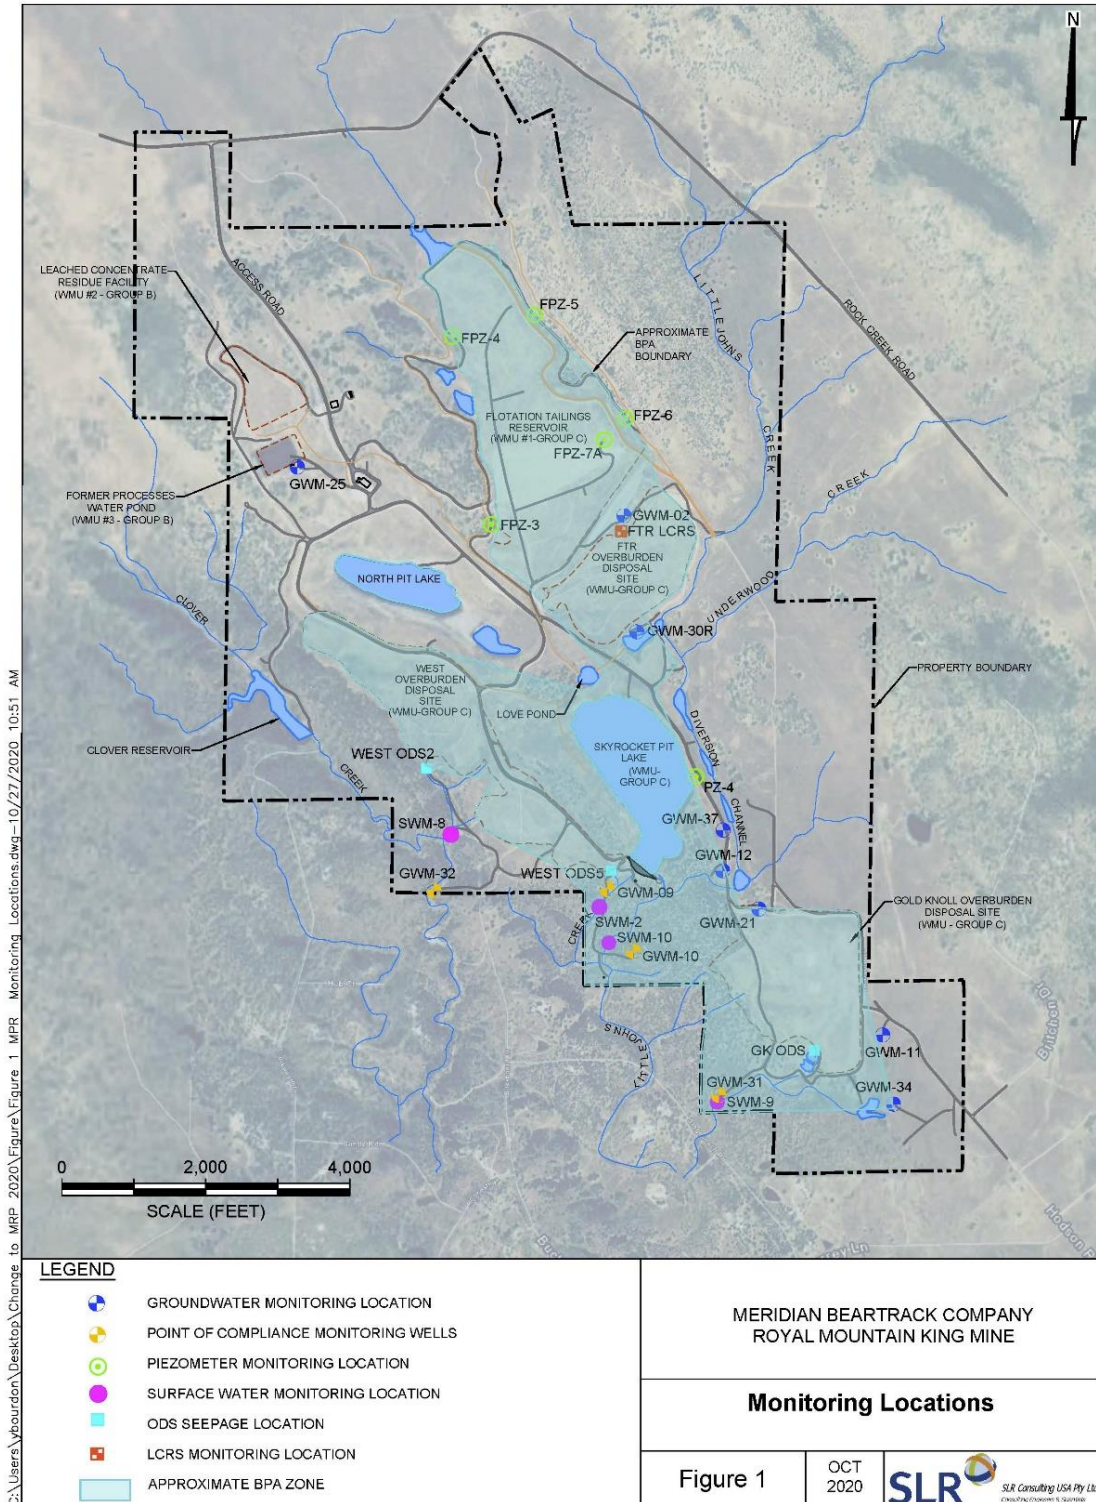 N
LEACHED CONCENTRATE
RESIDUE FACILITY
(WMU #2 - GROUP B)
ACCESS ROAD
FPZ-5
FPZ-4
APPROXIMATE
BPA
BOUNDARY
LITTLEJOHNS
CREEK
ROCK CREEK ROAD
FLOTATION TAILINGS
RESERVOIR
(WMU #1-GROUP C)
FPZ-6
FPZ-7A
GWM-25
FORMER PROCESSES
WATER POND
(WMU #3 - GROUP B)
CREEK
GWM-02
FPZ-3
FTR LCRS
FTR
OVERBURDEN
DISPOSAL
SITE
(WMU-GROUP C)
NORTH PIT LAKE
UNDERWOOD
CLOVER
GWM-30R
WEST
OVERBURDEN
DISPOSAL
SITE
(WMU-GROUP C)
PROPERTY BOUNDARY
LOVE POND
DIVERSION
CLOVER RESERVOIR
WEST ODS2
SKYROCKET PIT
LAKE
(WMU-
GROUP C)
CREEK
PZ-4
CHANNEL
SWM-8
GWM-37
GWM-12
GWM-32
WEST ODS5
GWM-09
GOLD KNOLL OVERBURDEN
DISPOSAL SITE
(WMU - GROUP C)
CREEK
SWM-2
GWM-21
SWM-10
GWM-10
LITTLEJOHNS
GK ODS
GWM-11
GWM-31
SWM-9
GWM-34
0 2,000 4,000
SCALE (FEET)
C:\Users\ybourdon\Desktop\Change to MRP 2020\Figure\Figure 1 MPR Monitoring Locations.dwg-10/27/2020 10:51 AM
LEGEND
GROUNDWATER MONITORING LOCATION
POINT OF COMPLIANCE MONITORING WELLS
PIEZOMETER MONITORING LOCATION
SURFACE WATER MONITORING LOCATION
ODS SEEPAGE LOCATION
LCRS MONITORING LOCATION
APPROXIMATE BPA ZONE
MERIDIAN BEARTRACK COMPANY
ROYAL MOUNTAIN KING MINE
Monitoring Locations
Figure 1
OCT
2020
SLR
SLR Consulting USA Pty Ltd